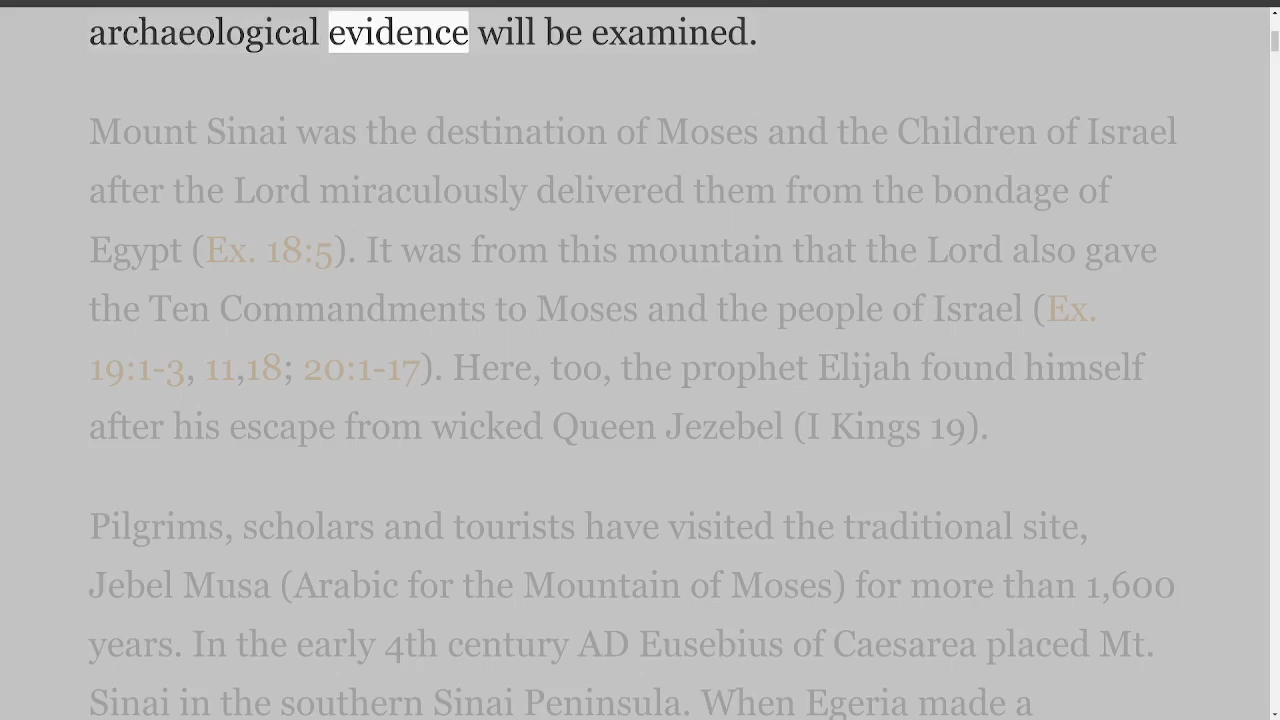 archaeological evidence will be examined.
Mount Sinai was the destination of Moses and the Children of Israel
after the Lord miraculously delivered them from the bondage of
Egypt (Ex. 18:5). It was from this mountain that the Lord also gave
the Ten Commandments to Moses and the people of Israel (Ex.
19:1-3, 11,18; 20:1-17). Here, too, the prophet Elijah found himself
after his escape from wicked Queen Jezebel (I Kings 19).
Pilgrims, scholars and tourists have visited the traditional site,
Jebel Musa (Arabic for the Mountain of Moses) for more than 1,600
years. In the early 4th century AD Eusebius of Caesarea placed Mt.
Sinai in the southern Sinai Peninsula. When Egeria made a